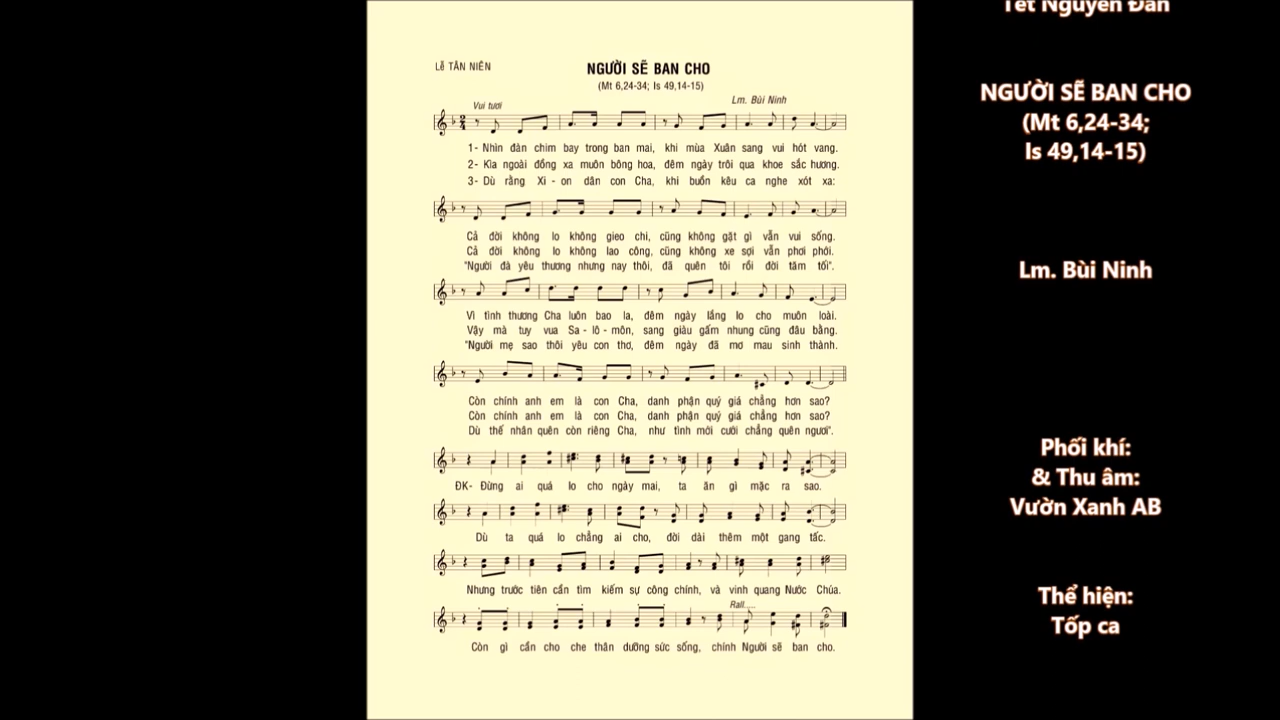 LỄ TÂN NIÊN
NGƯỜI SẼ BAN CHO
(Mt 6,24-34; Is 49,14-15)
Vui tươi
Lm. Bùi Ninh
1- Nhìn đàn chim bay trong ban mai, khi mùa Xuân sang vui hót vang.
2- Kìa ngoài đồng xa muôn bông hoa, đêm ngày trôi qua khoe sắc hương.
3- Dù rằng Xi - on dân con Cha, khi buồn kêu ca nghe xót xa:
Cả đời không lo không gieo chi, cũng không gặt gì vẫn vui sống.
Cả đời không lo không lao công, cũng không xe sợi vẫn phơi phới.
"Người đà yêu thương nhưng nay thôi, đã quên tôi rồi đời tăm tối".
Vì tình thương Cha luôn bao la, đêm ngày lắng lo cho muôn loài.
Vậy mà tuy vua Sa - lô - môn, sang giàu gấm nhung cũng đâu bằng.
"Người mẹ sao thôi yêu con thơ, đêm ngày đã mơ mau sinh thành.
Còn chính anh em là con Cha, danh phận quý giá chẳng hơn sao?
Còn chính anh em là con Cha, danh phận quý giá chẳng hơn sao?
Dù thế nhân quên còn riêng Cha, như tình mới cưới chẳng quên ngươi".
ĐK- Đừng ai quá lo cho ngày mai, ta ăn gì mặc ra sao.
Dù ta quá lo chẳng ai cho, đời dài thêm một gang tấc.
Nhưng trước tiên cần tìm kiếm sự công chính, và vinh quang Nước Chúa.
Rall....
Còn gì cần cho che thân dưỡng sức sống, chính Người sẽ ban cho.
Tết Nguyên Đán
NGƯỜI SẼ BAN CHO
(Mt 6,24-34;
Is 49,14-15)
Lm. Bùi Ninh
Phối khí:
& Thu âm:
Vườn Xanh AB
Thể hiện:
Tốp ca